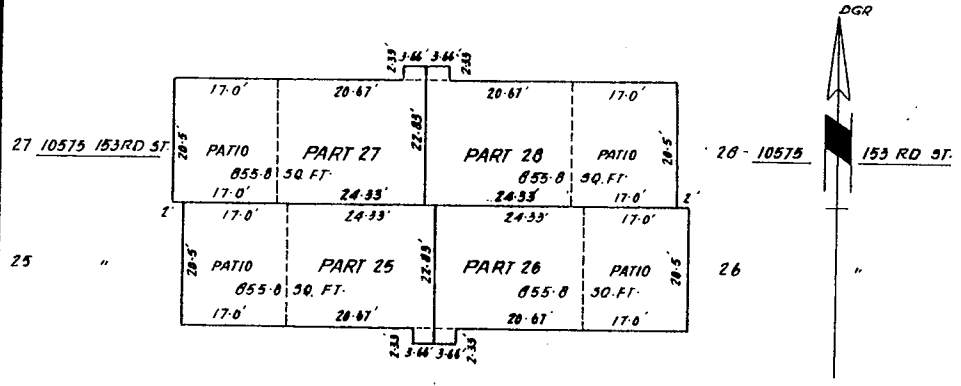 DGR
2·33' 3·66' 3·66' 2·33'
17·0' 20·67' 20·67' 17·0'
20·5' 22·83' 20·5'
27 10575 153RD ST. PATIO PART 27 PART 28 PATIO 28 - 10575 153 RD ST.
855·8 SQ. FT. 855·8 SQ. FT.
17·0' 24·33' 24·33' 17·0'
2' 17·0' 24·33' 24·33' 17·0' 2'
20·5' 22·83' 20·5'
25 " PATIO PART 25 PART 26 PATIO 26 "
855·8 SQ. FT. 855·8 SQ. FT.
17·0' 20·67' 20·67' 17·0'
2·33' 3·66' 3·66' 2·33'